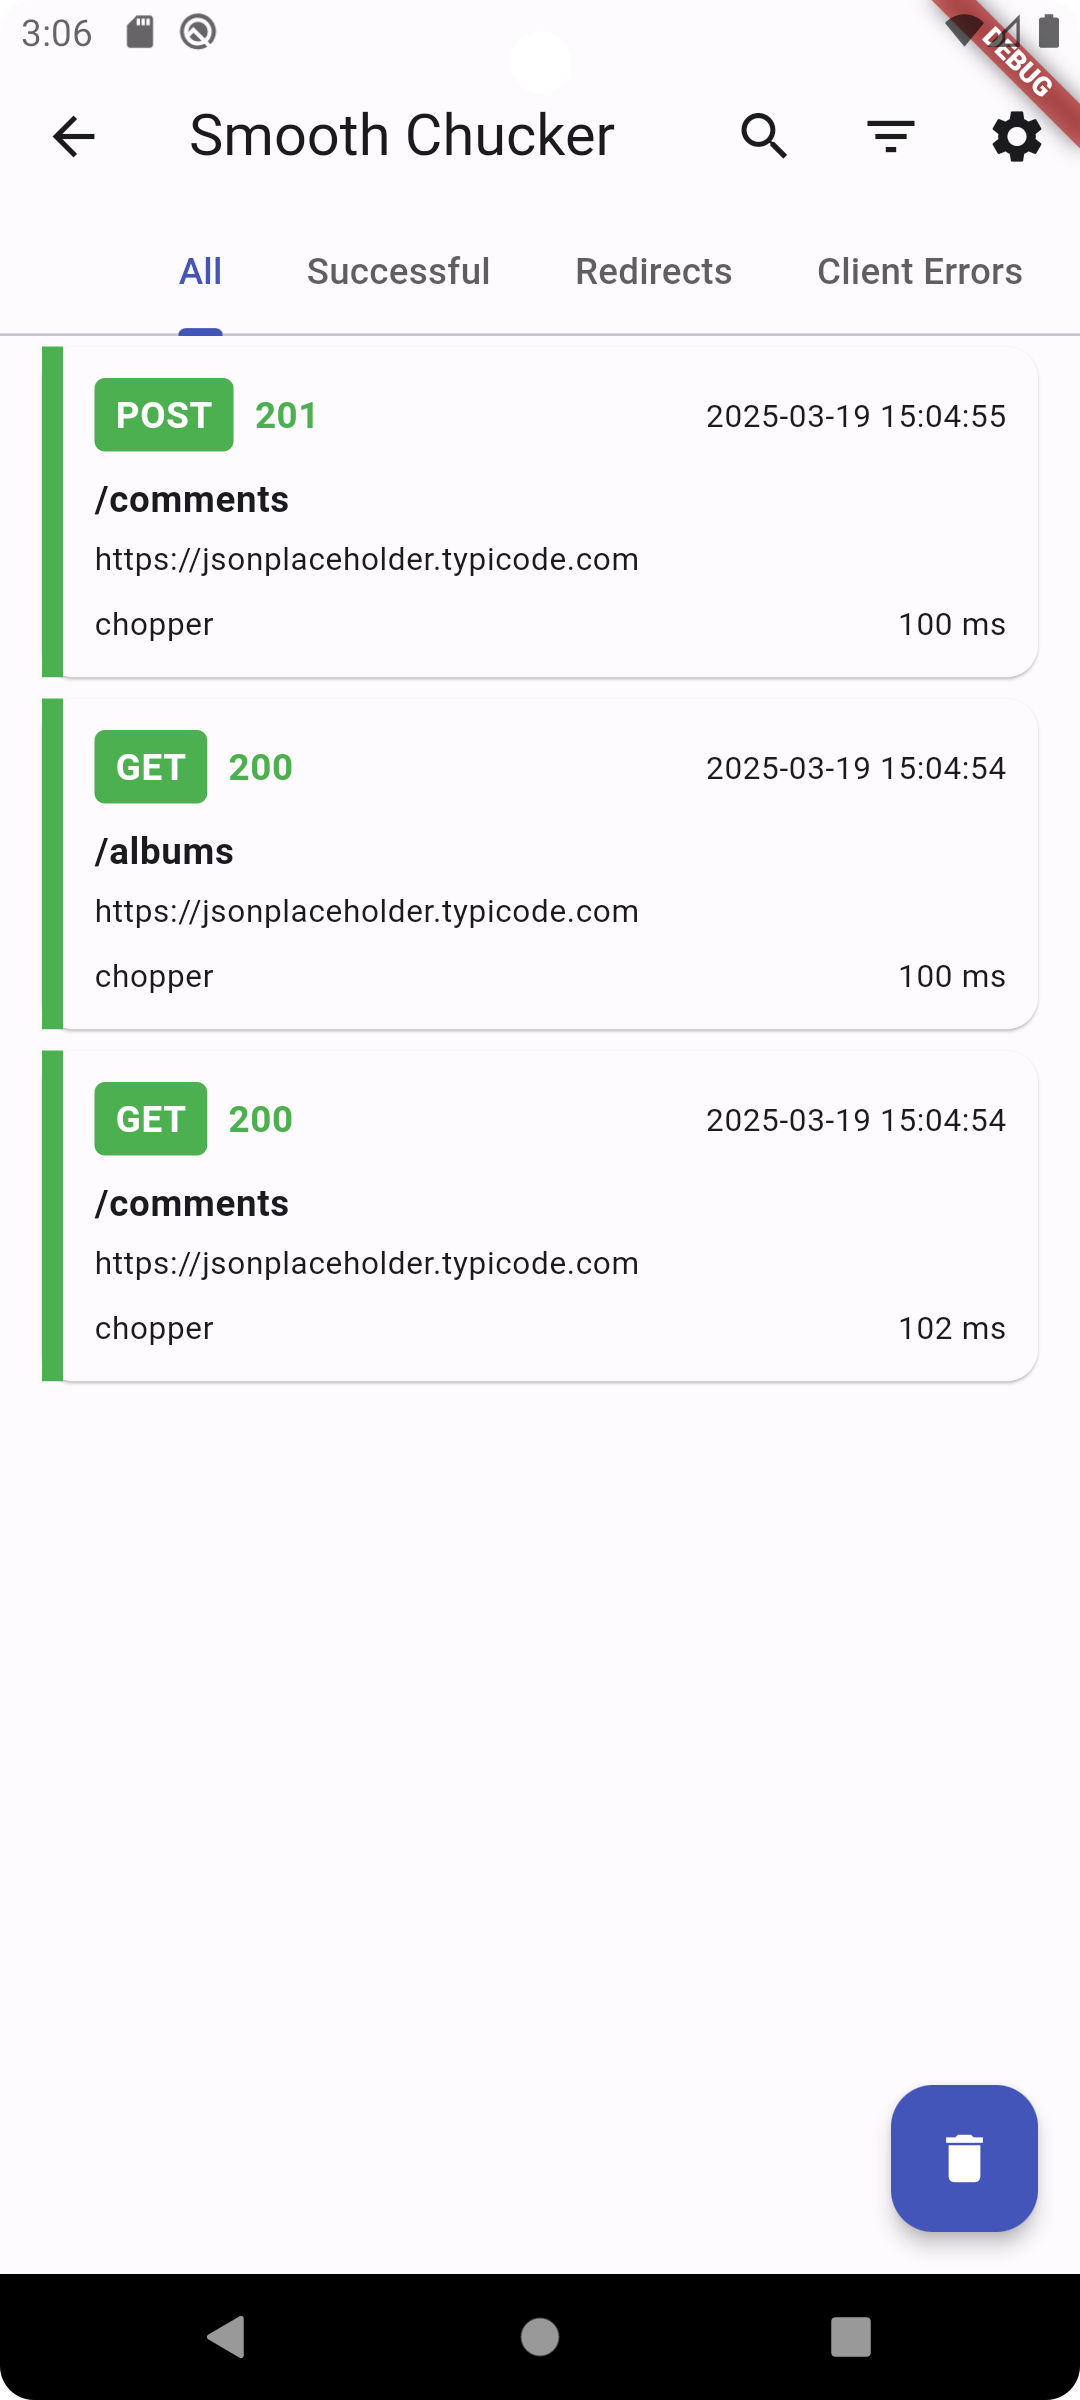 3:06
DEBUG
Smooth Chucker
All Successful Redirects Client Errors
POST 201 2025-03-19 15:04:55
/comments
https://jsonplaceholder.typicode.com
chopper 100 ms
GET 200 2025-03-19 15:04:54
/albums
https://jsonplaceholder.typicode.com
chopper 100 ms
GET 200 2025-03-19 15:04:54
/comments
https://jsonplaceholder.typicode.com
chopper 102 ms